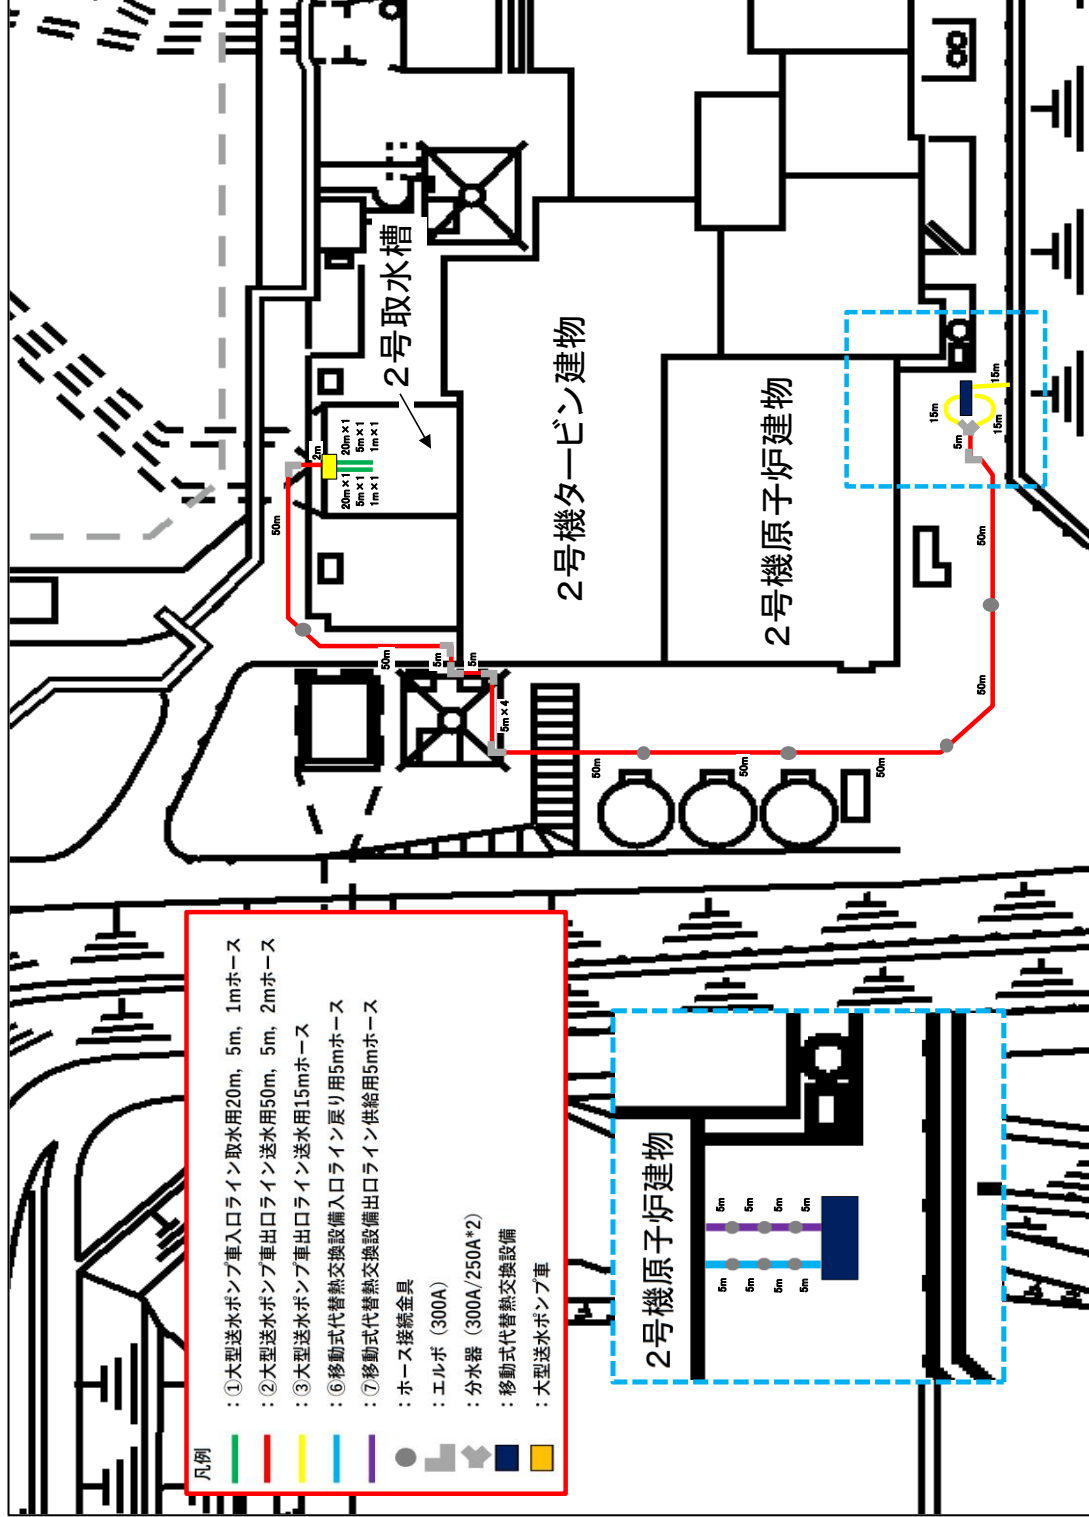 凡例
：①大型送水ポンプ車入口ライン取水用20m，5m，1mホース
：②大型送水ポンプ車出口ライン送水用50m，5m，2mホース
：③大型送水ポンプ車出口ライン送水用15mホース
：⑥移動式代替熱交換設備入口ライン戻り用5mホース
：⑦移動式代替熱交換設備出口ライン供給用5mホース
：ホース接続金具
：エルボ（300A）
：分水器（300A/250A*2）
：移動式代替熱交換設備
：大型送水ポンプ車
2号取水槽
2号機タービン建物
2号機原子炉建物
50m
2m
20m×1
5m×1
1m×1
20m×1
5m×1
1m×1
50m
5m
5m
5m×4
50m
50m
50m
50m
50m
5m
15m
15m
15m
2号機原子炉建物
5m
5m
5m
5m
5m
5m
5m
5m